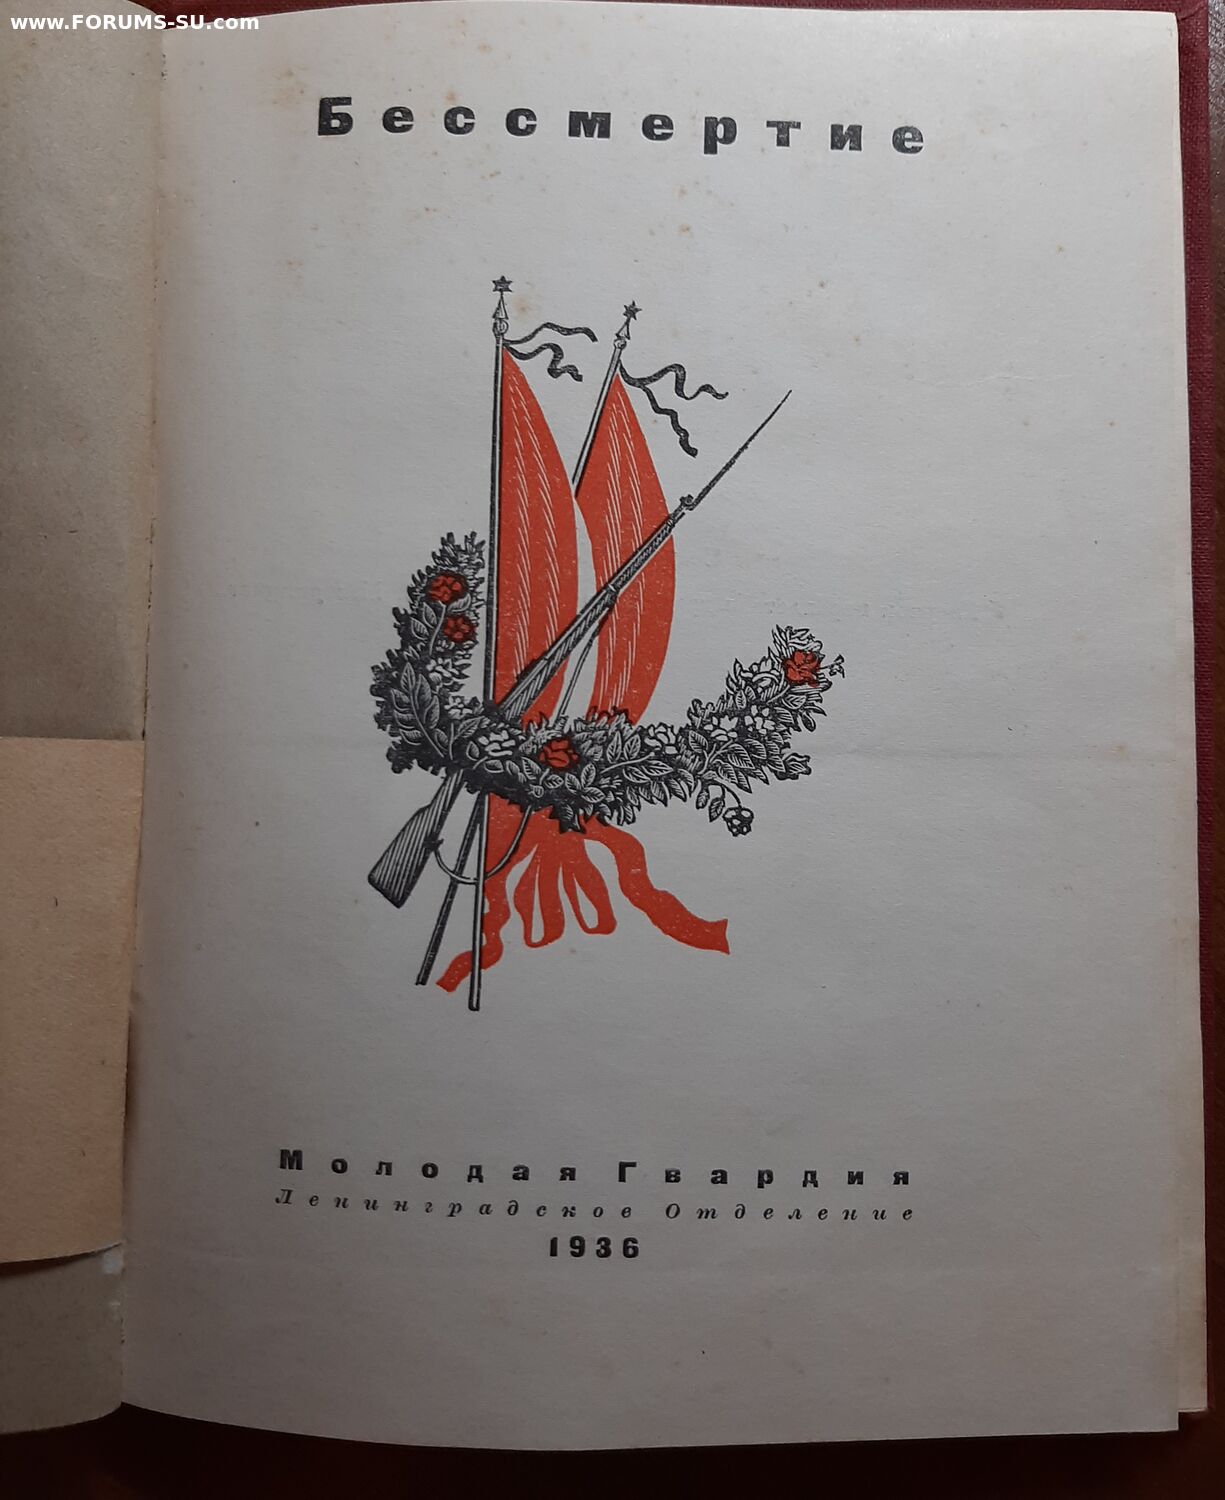 www.FORUMS-SU.com
Бессмертие
Молодая Гвардия
Ленинградское Отделение
1936